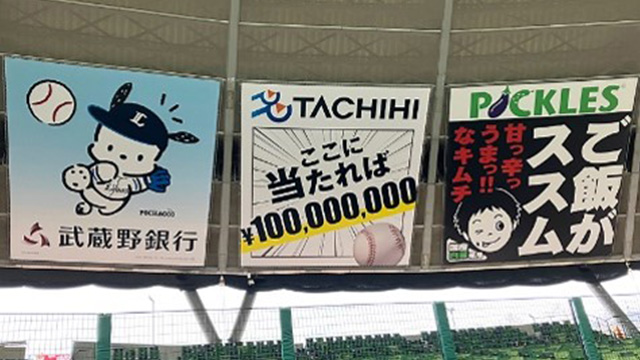 L
POCHACCO
武蔵野銀行
TACHIHI
ここに
当たれば
¥100,000,000
PICKLES
ご飯が
ススム
甘っ辛っ
うまっ!!
なキムチ